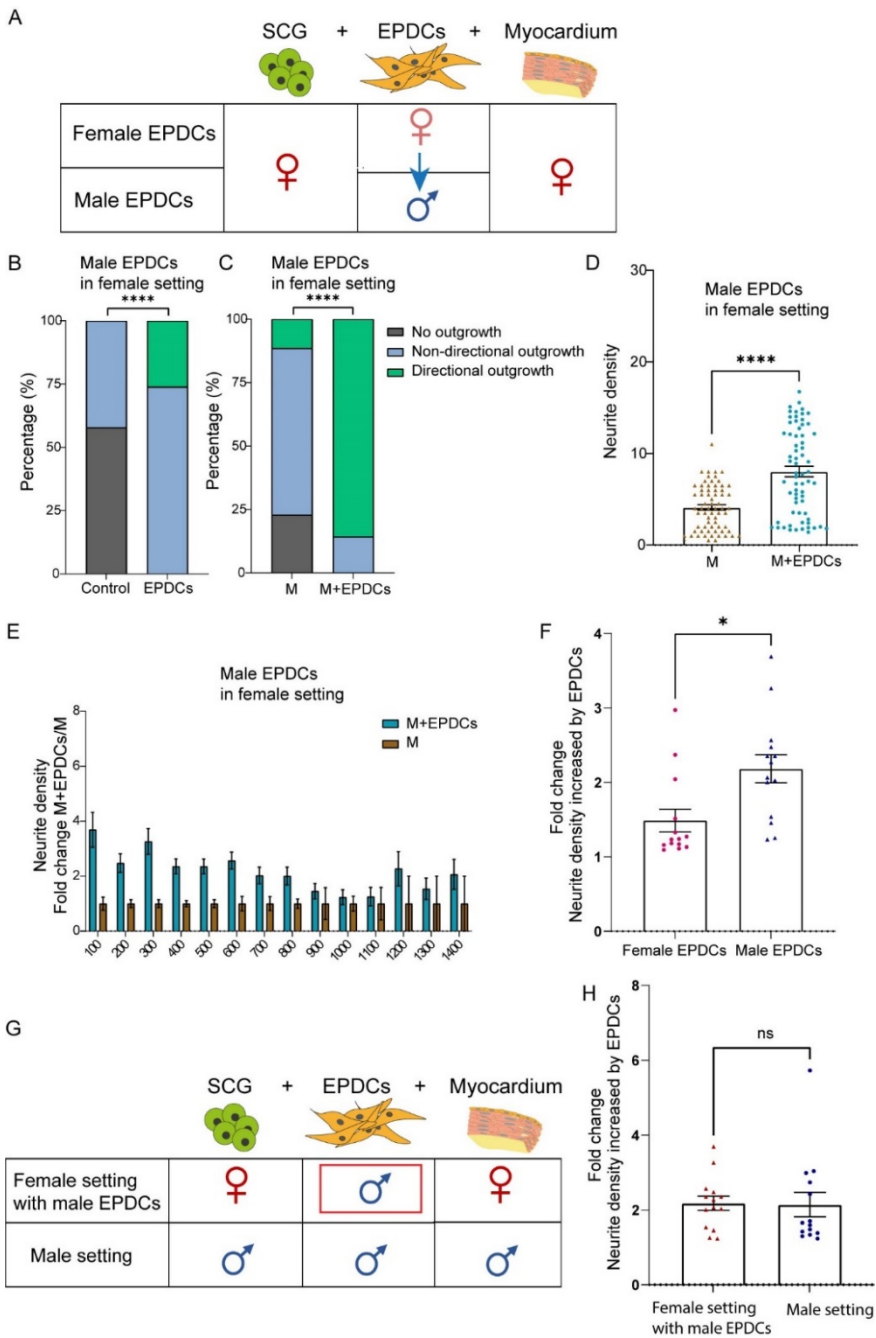 A
SCG + EPDCs + Myocardium
Female EPDCs
Male EPDCs
B
Male EPDCs
in female setting
****
100
75
50
25
0
Percentage (%)
Control EPDCs
C
Male EPDCs
in female setting
****
100
75
50
25
0
Percentage (%)
M M+EPDCs
No outgrowth
Non-directional outgrowth
Directional outgrowth
D
Male EPDCs
in female setting
****
30
20
10
0
Neurite density
M M+EPDCs
E
Male EPDCs
in female setting
M+EPDCs
M
8
6
4
2
0
Neurite density
Fold change M+EPDCs/M
100 200 300 400 500 600 700 800 900 1000 1100 1200 1300 1400
F
*
4
3
2
1
0
Fold change
Neurite density increased by EPDCs
Female EPDCs Male EPDCs
G
SCG + EPDCs + Myocardium
Female setting
with male EPDCs
Male setting
H
ns
8
6
4
2
0
Fold change
Neurite density increased by EPDCs
Female setting
with male EPDCs
Male setting